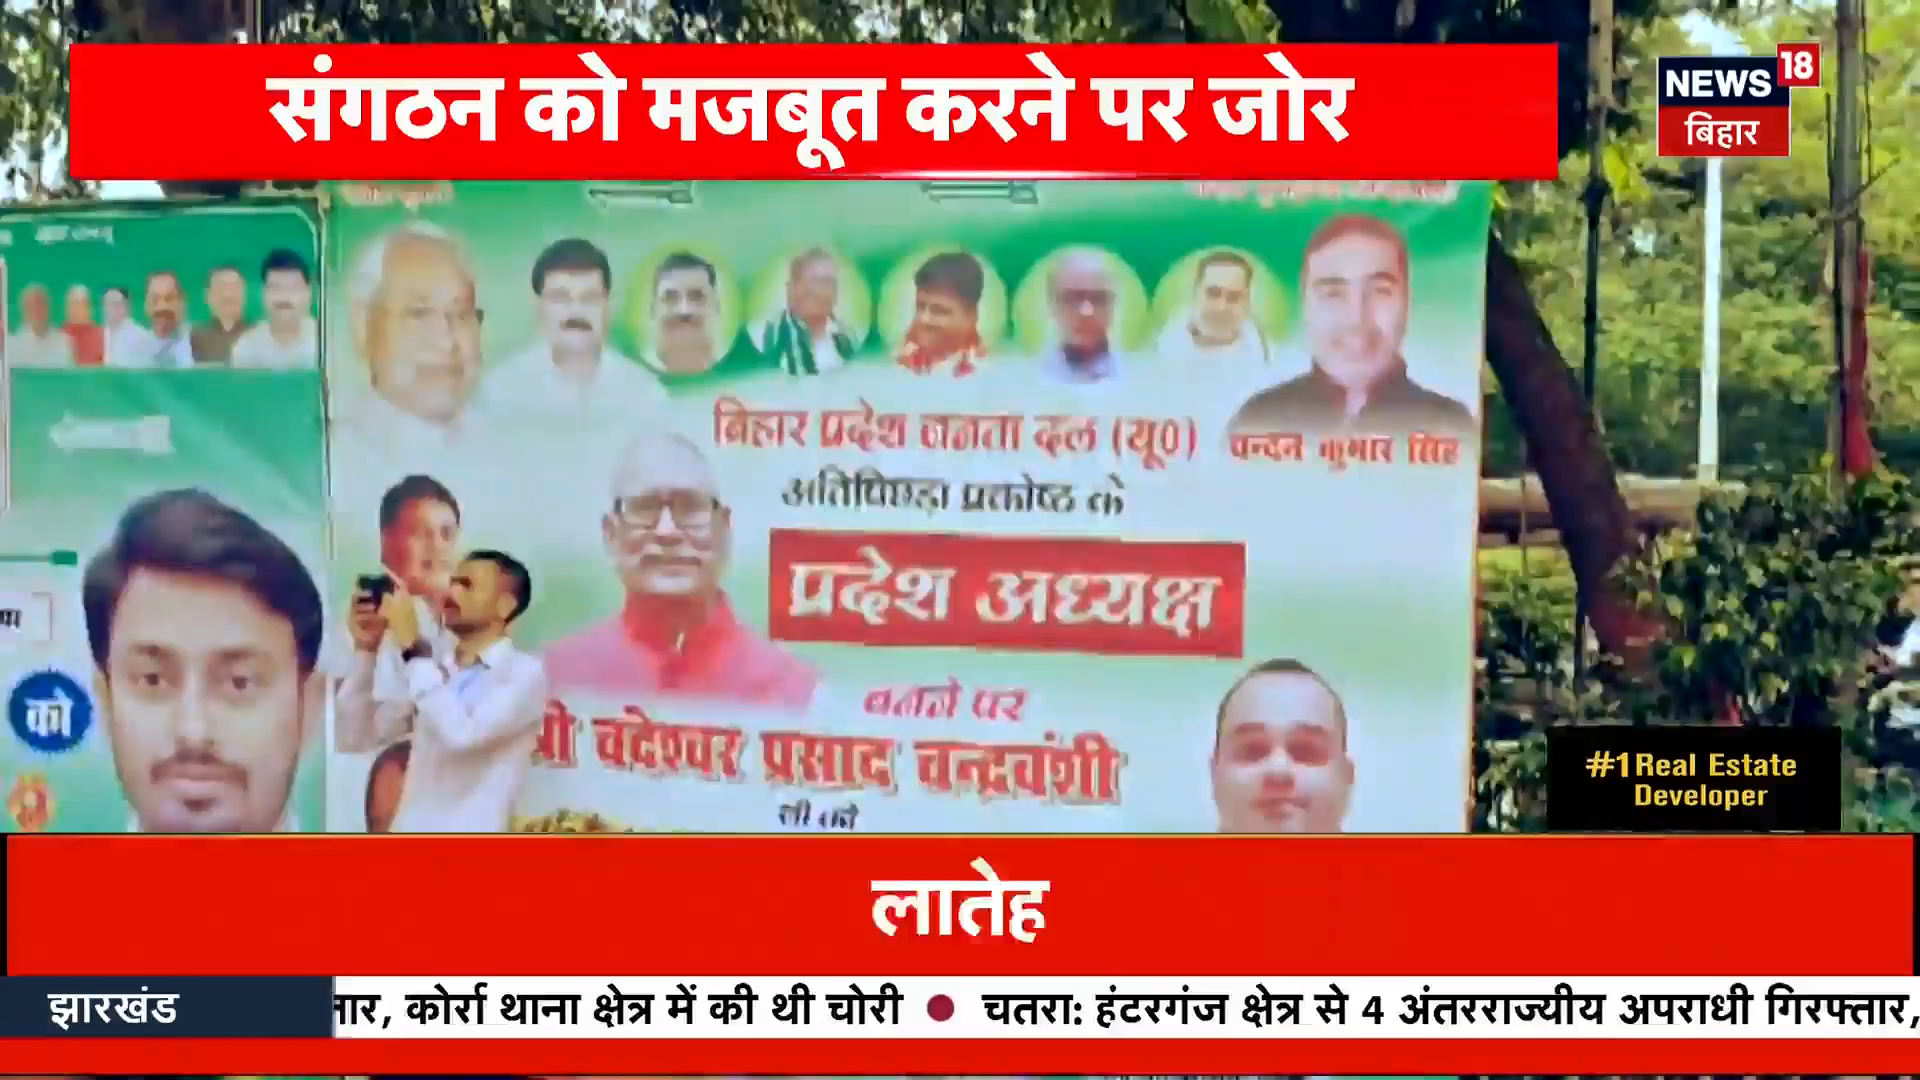 संगठन को मजबूत करने पर जोर
NEWS 18
बिहार
बिहार प्रदेश जनता दल (यू०)
चन्दन कुमार सिंह
अतिपिछड़ा प्रकोष्ठ के
प्रदेश अध्यक्ष
बनने पर
श्री चंदेश्वर प्रसाद चन्द्रवंशी
जी को
को
#1 Real Estate
Developer
लातेह
झारखंड
कोर्रा थाना क्षेत्र में की थी चोरी ● चतरा: हंटरगंज क्षेत्र से 4 अंतरराज्यीय अपराधी गिरफ्तार,